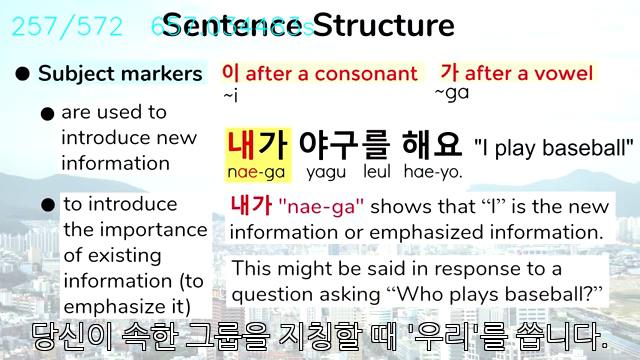 257/572
Sentence Structure
● Subject markers
이 after a consonant
~i
가 after a vowel
~ga
● are used to
introduce new
information
내가 야구를 해요 "I play baseball"
nae-ga yagu leul hae-yo.
● to introduce
the importance
of existing
information (to
emphasize it)
내가 "nae-ga" shows that “I” is the new
information or emphasized information.
This might be said in response to a
question asking “Who plays baseball?”
당신이 속한 그룹을 지칭할 때 '우리'를 씁니다.